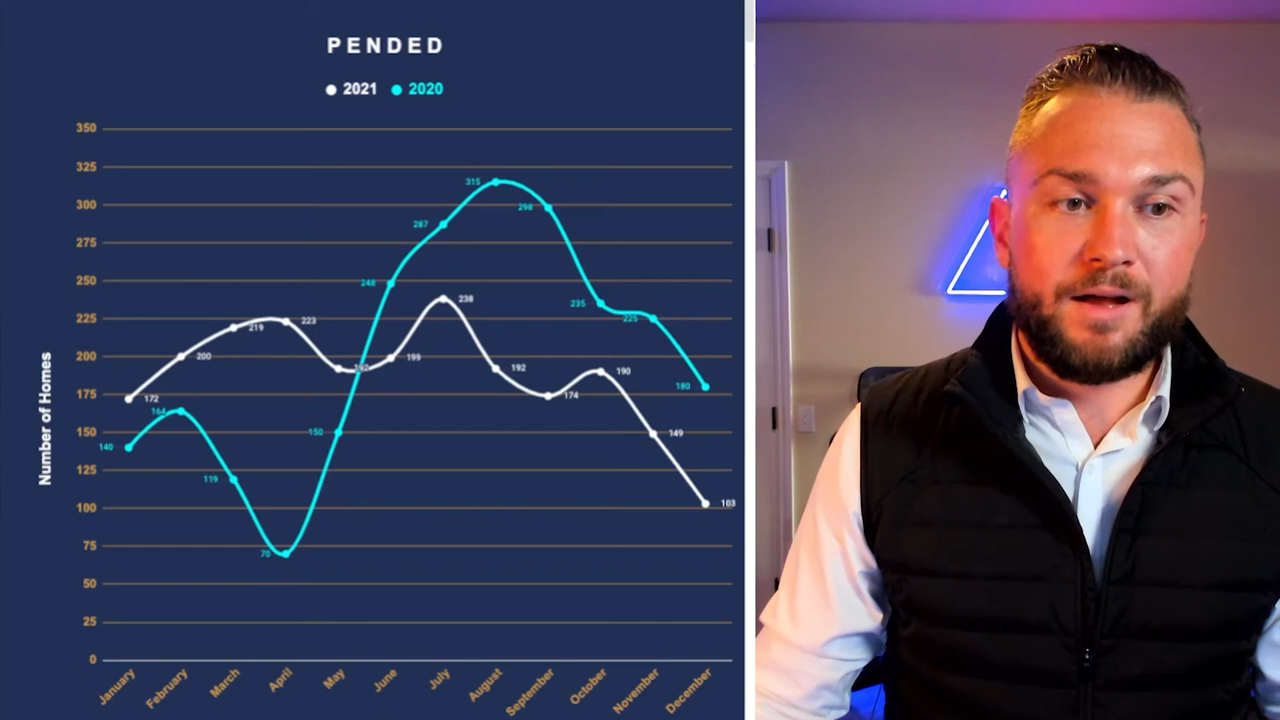 PENDED
2021 2020
350
325
300
275
250
225
200
175
150
125
100
75
50
25
0
Number of Homes
172
200
219
223
192
199
238
192
174
190
149
103
140
164
119
70
150
248
287
315
298
235
225
180
January
February
March
April
May
June
July
August
September
October
November
December